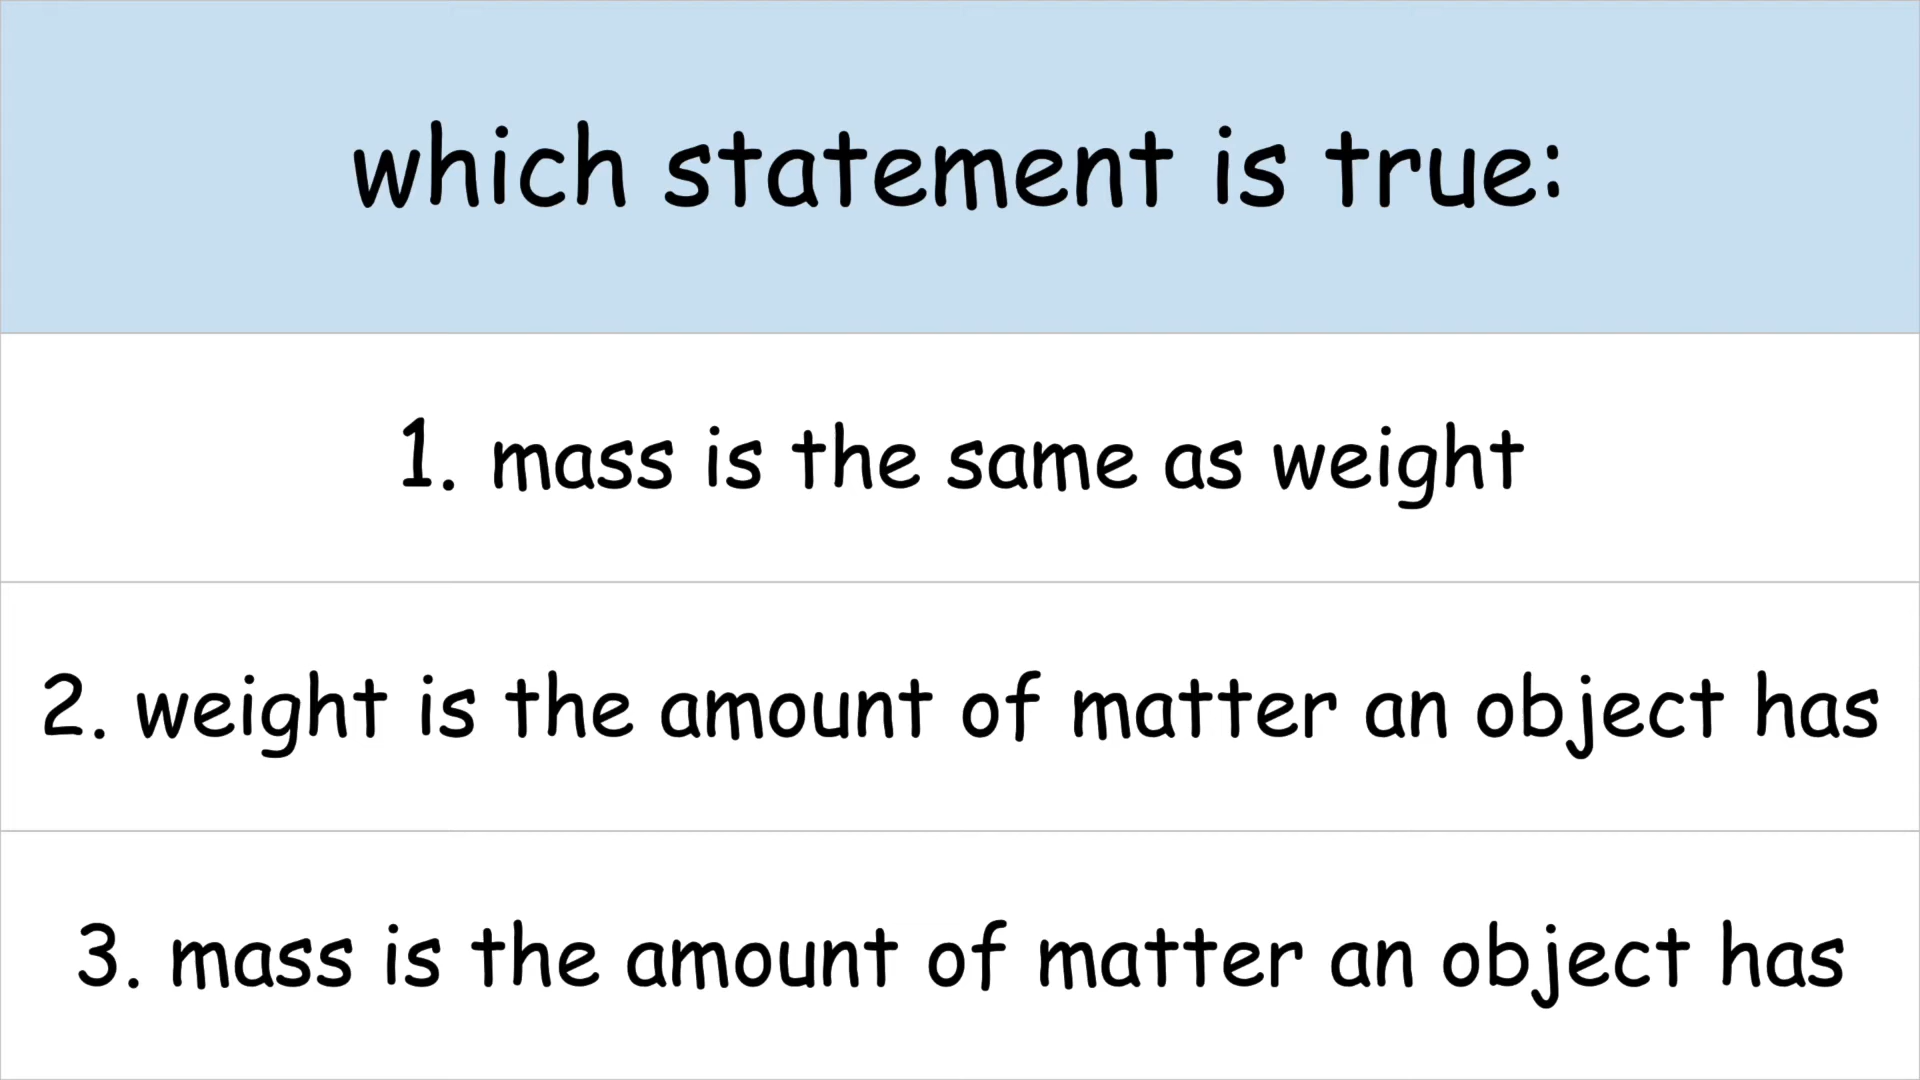 which statement is true:
1. mass is the same as weight
2. weight is the amount of matter an object has
3. mass is the amount of matter an object has